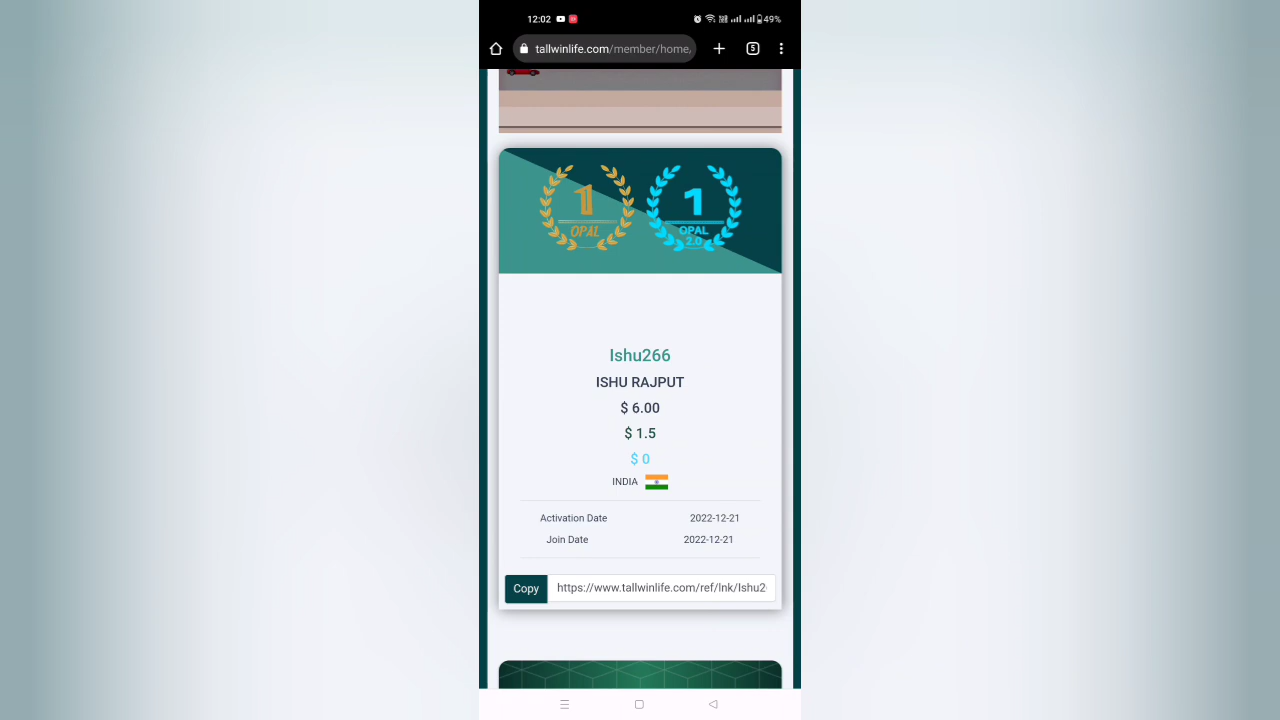 12:02
49%
tallwinlife.com/member/home,
5
1
OPAL
1
OPAL
2.0
Ishu266
ISHU RAJPUT
$ 6.00
$ 1.5
$ 0
INDIA
Activation Date 2022-12-21
Join Date 2022-12-21
Copy https://www.tallwinlife.com/ref/lnk/Ishu2